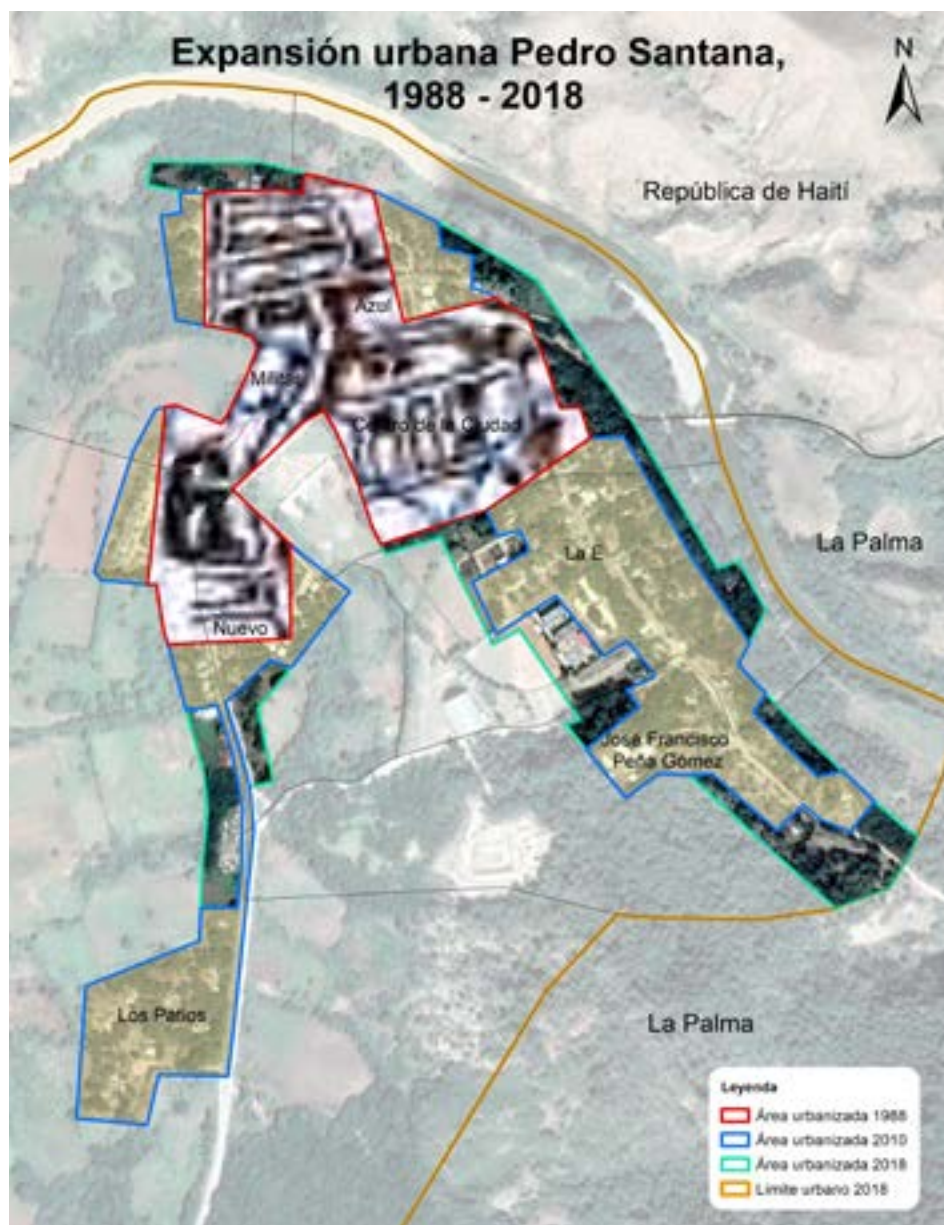 Expansión urbana Pedro Santana,
1988 - 2018
N
República de Haití
Azul
Militar
Centro de la Ciudad
La Palma
La E
Nuevo
José Francisco
Peña Gómez
Los Patios
La Palma
Leyenda
Área urbanizada 1988
Área urbanizada 2010
Área urbanizada 2018
Límite urbano 2018